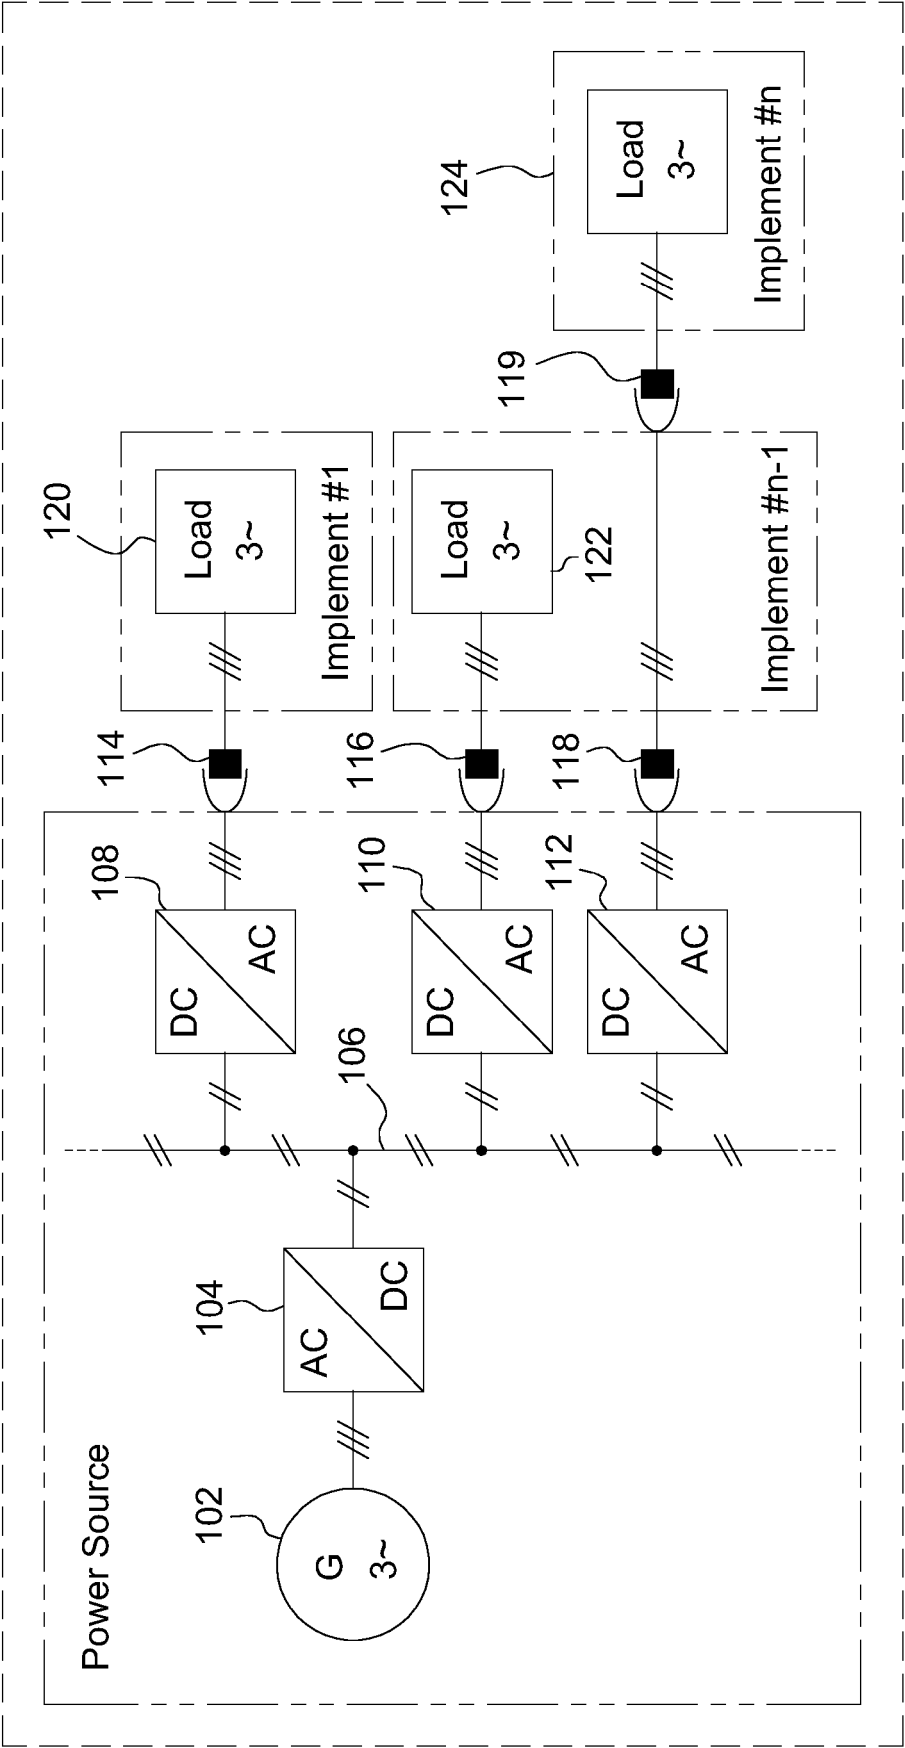 Power Source
102
G
3~
104
AC
DC
106
108
DC
AC
110
DC
AC
112
DC
AC
114
116
118
120
Load
3~
Implement #1
Load
3~
122
Implement #n-1
119
124
Load
3~
Implement #n